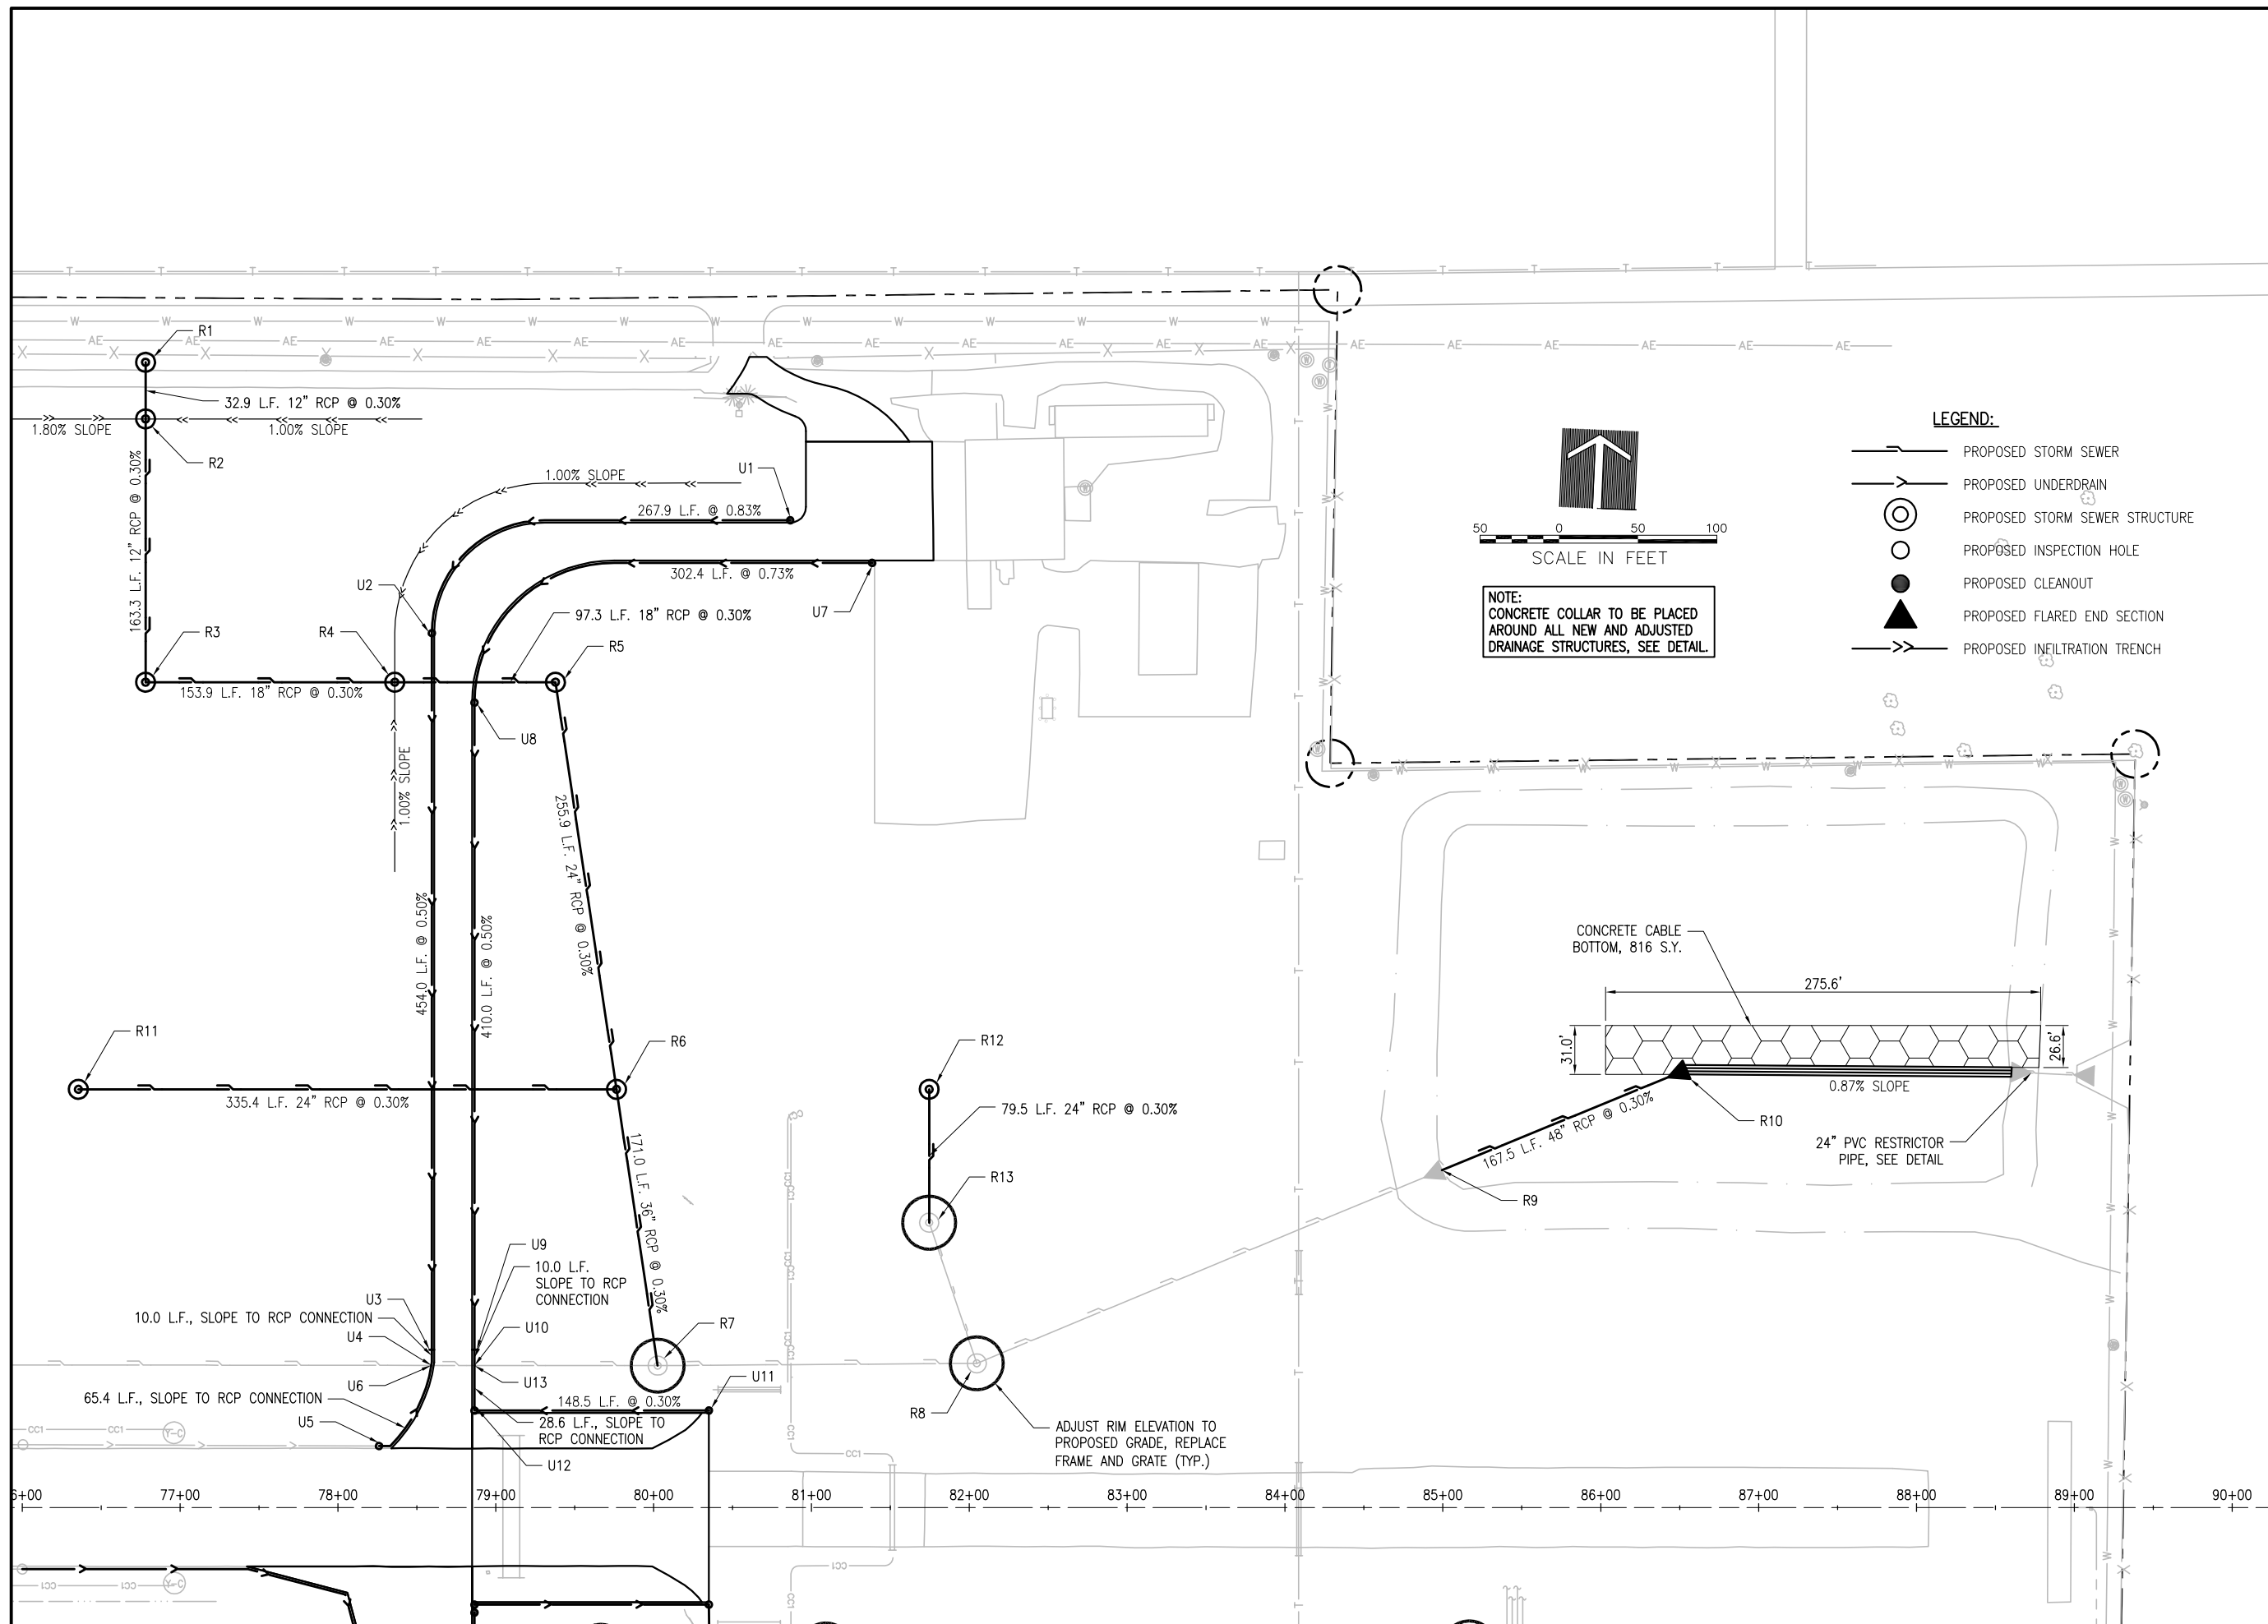 R1
32.9 L.F. 12" RCP @ 0.30%
1.80% SLOPE
1.00% SLOPE
R2
163.3 L.F. 12" RCP @ 0.30%
R3
153.9 L.F. 18" RCP @ 0.30%
R4
97.3 L.F. 18" RCP @ 0.30%
R5
1.00% SLOPE
U1
267.9 L.F. @ 0.83%
302.4 L.F. @ 0.73%
U2
U7
U8
1.00% SLOPE
454.0 L.F. @ 0.50%
410.0 L.F. @ 0.50%
255.9 L.F. 24" RCP @ 0.30%
R11
335.4 L.F. 24" RCP @ 0.30%
R6
171.0 L.F. 36" RCP @ 0.30%
R12
79.5 L.F. 24" RCP @ 0.30%
R13
U9
10.0 L.F.
SLOPE TO RCP
CONNECTION
U3
10.0 L.F., SLOPE TO RCP CONNECTION
U4
U10
R7
U6
U13
65.4 L.F., SLOPE TO RCP CONNECTION
U5
148.5 L.F. @ 0.30%
U11
28.6 L.F., SLOPE TO
RCP CONNECTION
U12
R8
ADJUST RIM ELEVATION TO
PROPOSED GRADE, REPLACE
FRAME AND GRATE (TYP.)
LEGEND:
PROPOSED STORM SEWER
PROPOSED UNDERDRAIN
PROPOSED STORM SEWER STRUCTURE
PROPOSED INSPECTION HOLE
PROPOSED CLEANOUT
PROPOSED FLARED END SECTION
PROPOSED INFILTRATION TRENCH
50 0 50 100
SCALE IN FEET
NOTE:
CONCRETE COLLAR TO BE PLACED
AROUND ALL NEW AND ADJUSTED
DRAINAGE STRUCTURES, SEE DETAIL.
CONCRETE CABLE
BOTTOM, 816 S.Y.
275.6'
31.0'
26.6'
0.87% SLOPE
R10
167.5 L.F. 48" RCP @ 0.30%
R9
24" PVC RESTRICTOR
PIPE, SEE DETAIL
6+00 77+00 78+00 79+00 80+00 81+00 82+00 83+00 84+00 85+00 86+00 87+00 88+00 89+00 90+00
T
W
AE
X
CC1
Y-C